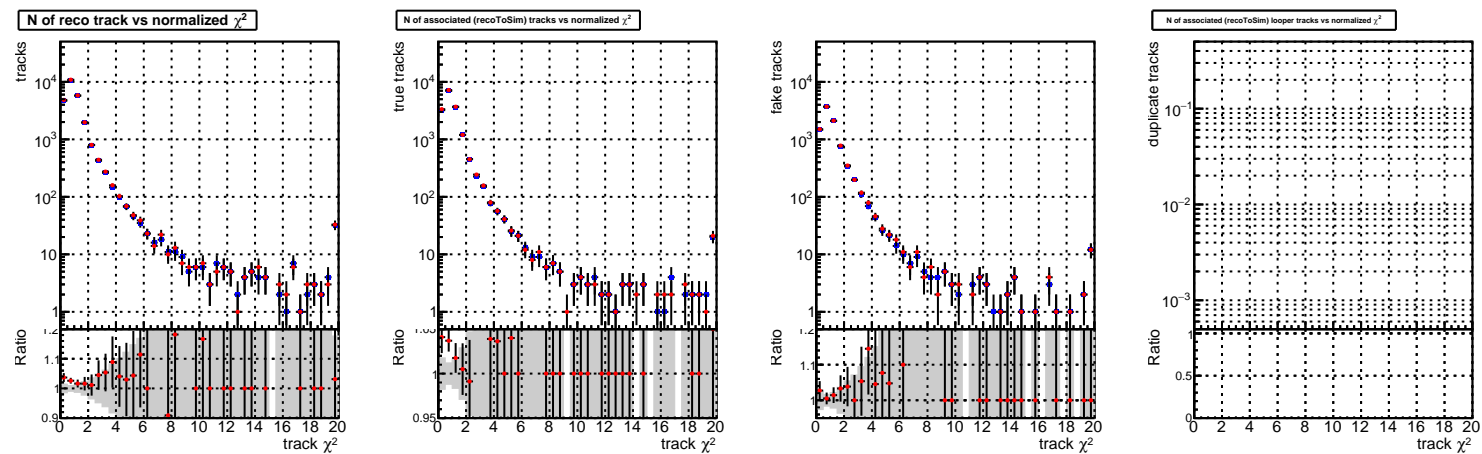 N of reco track vs normalized χ²
tracks
10⁴
10³
10²
10
1
Ratio
1.2
1.1
1
0.9
0 2 4 6 8 10 12 14 16 18 20
track χ²
N of associated (recoToSim) tracks vs normalized χ²
true tracks
10⁴
10³
10²
10
1
Ratio
1.05
1
0.95
0 2 4 6 8 10 12 14 16 18 20
track χ²
fake tracks
10⁴
10³
10²
10
1
Ratio
1.2
1.1
1
0 2 4 6 8 10 12 14 16 18 20
track χ²
N of associated (recoToSim) looper tracks vs normalized χ²
duplicate tracks
10⁻¹
10⁻²
10⁻³
Ratio
1
0.5
0
0 2 4 6 8 10 12 14 16 18 20
track χ²